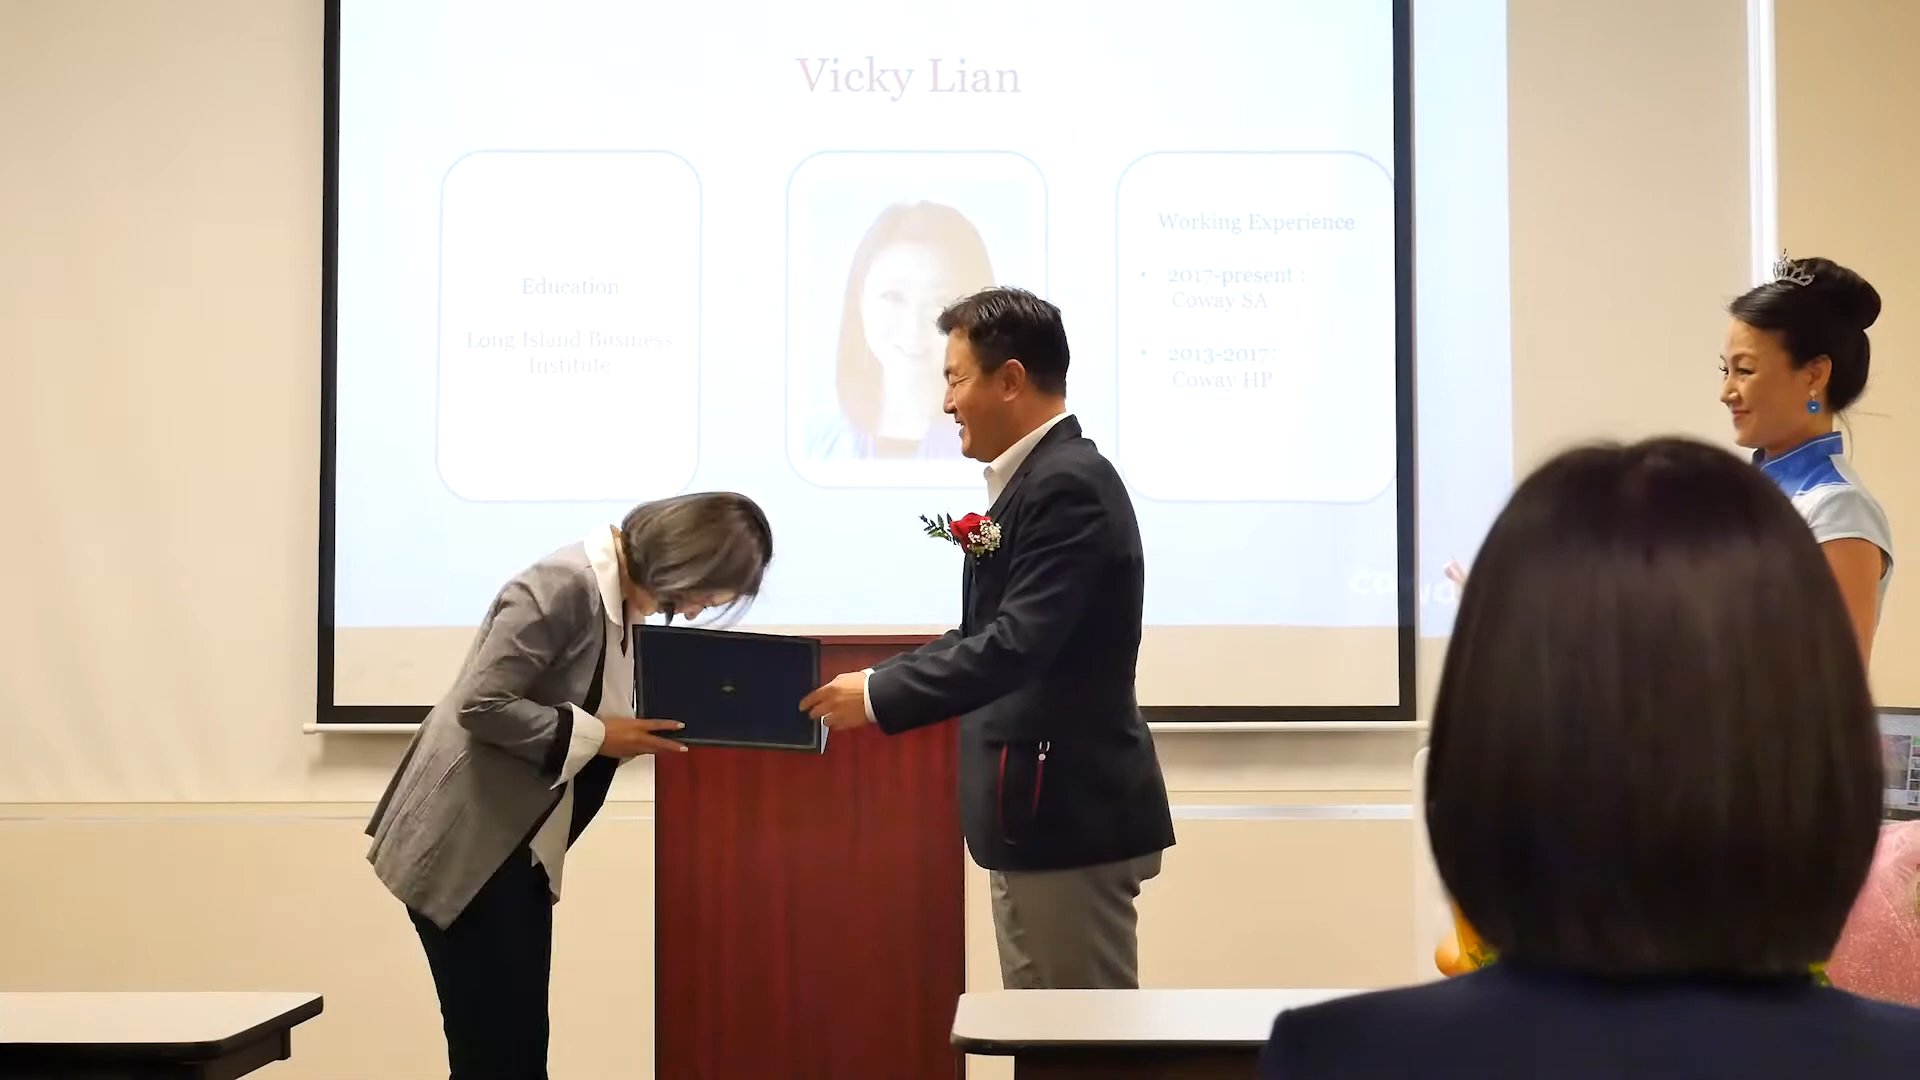 Vicky Lian
Education
Long Island Business
Institute
Working Experience
• 2017-present :
Coway SA
• 2013-2017:
Coway HP